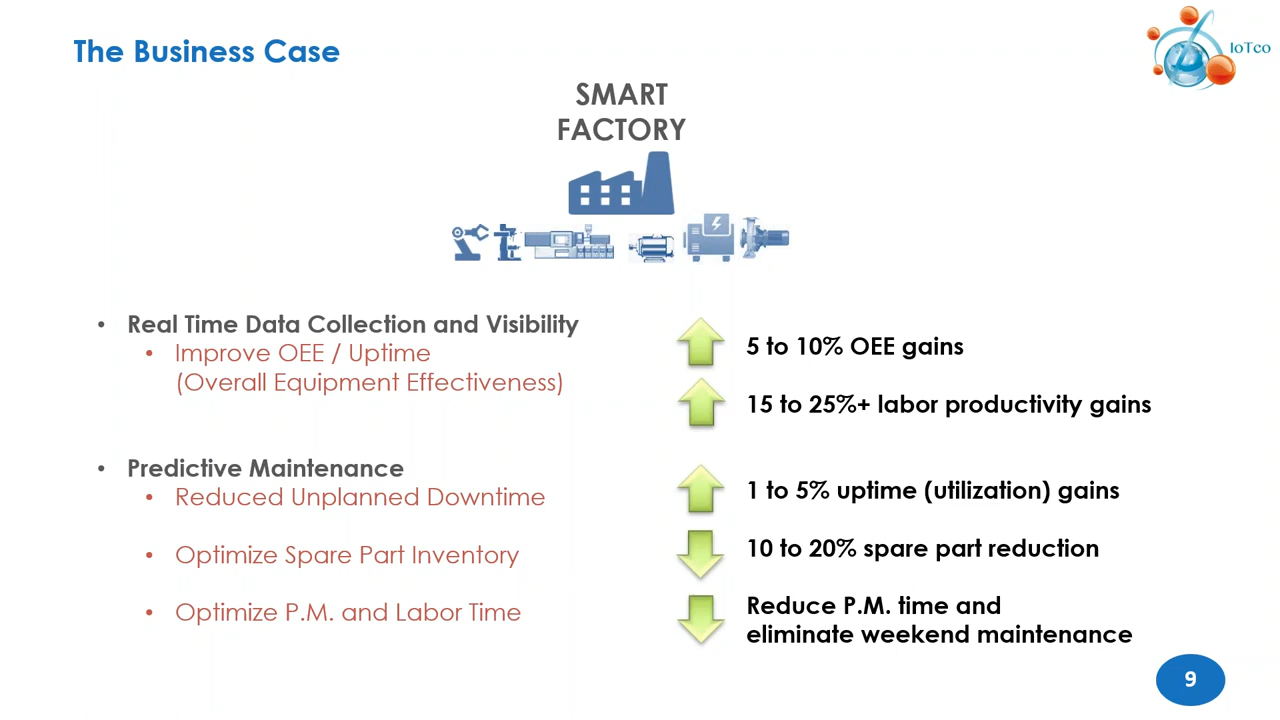 The Business Case
IoTco
SMART
FACTORY
• Real Time Data Collection and Visibility
• Improve OEE / Uptime
(Overall Equipment Effectiveness)
5 to 10% OEE gains
15 to 25%+ labor productivity gains
• Predictive Maintenance
• Reduced Unplanned Downtime
1 to 5% uptime (utilization) gains
• Optimize Spare Part Inventory
10 to 20% spare part reduction
• Optimize P.M. and Labor Time
Reduce P.M. time and
eliminate weekend maintenance
9